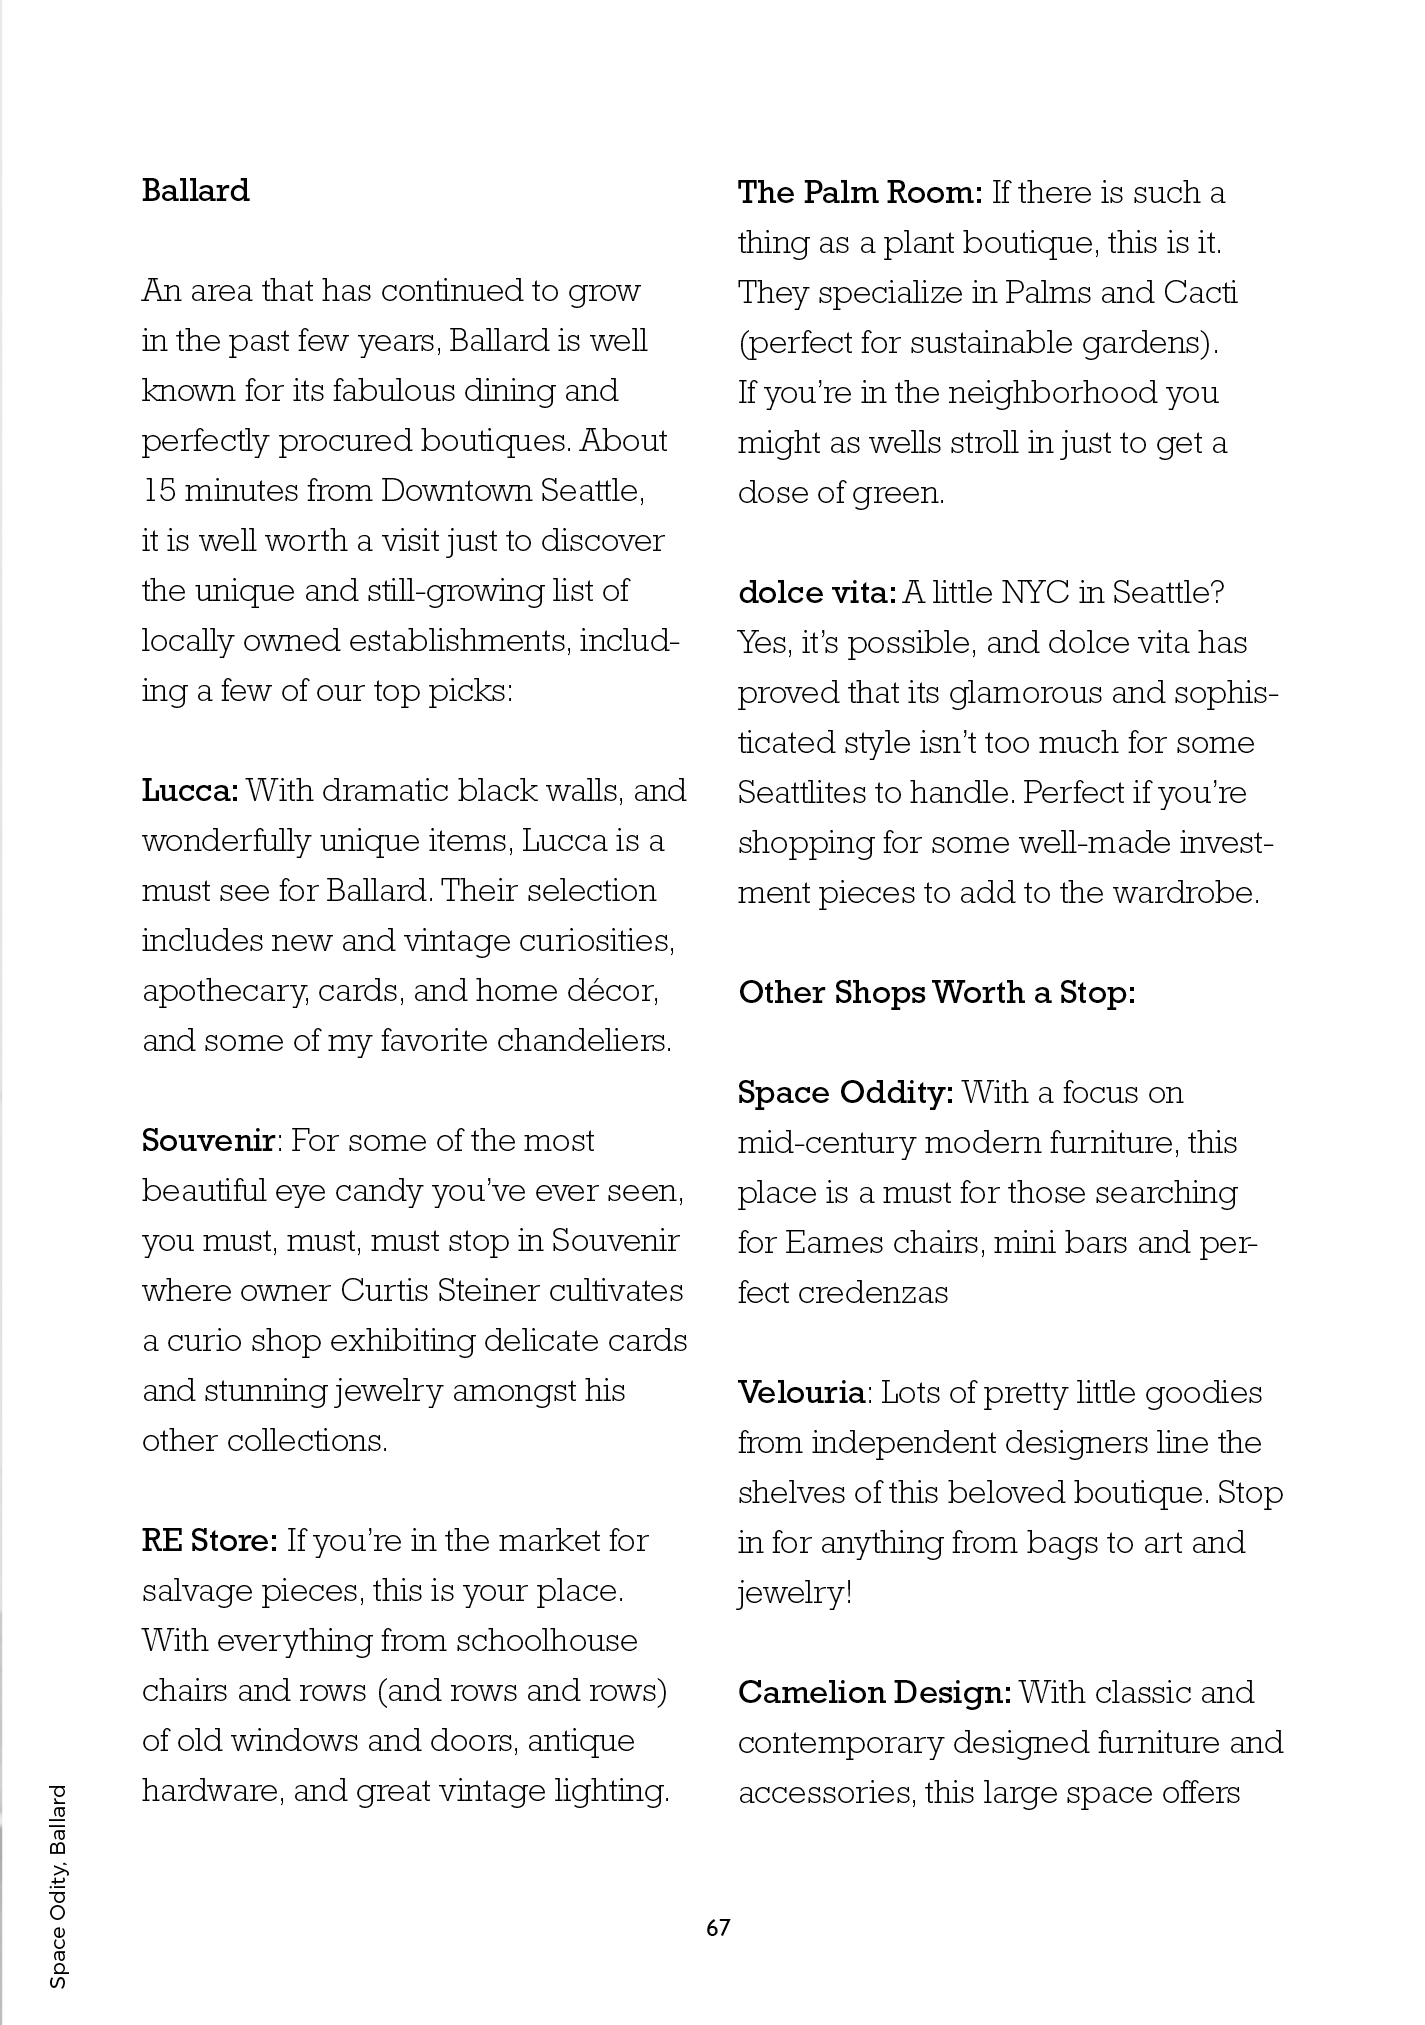 Ballard
An area that has continued to grow
in the past few years, Ballard is well
known for its fabulous dining and
perfectly procured boutiques. About
15 minutes from Downtown Seattle,
it is well worth a visit just to discover
the unique and still-growing list of
locally owned establishments, includ-
ing a few of our top picks:
Lucca: With dramatic black walls, and
wonderfully unique items, Lucca is a
must see for Ballard. Their selection
includes new and vintage curiosities,
apothecary, cards, and home décor,
and some of my favorite chandeliers.
Souvenir: For some of the most
beautiful eye candy you’ve ever seen,
you must, must, must stop in Souvenir
where owner Curtis Steiner cultivates
a curio shop exhibiting delicate cards
and stunning jewelry amongst his
other collections.
RE Store: If you’re in the market for
salvage pieces, this is your place.
With everything from schoolhouse
chairs and rows (and rows and rows)
of old windows and doors, antique
hardware, and great vintage lighting.
The Palm Room: If there is such a
thing as a plant boutique, this is it.
They specialize in Palms and Cacti
(perfect for sustainable gardens).
If you’re in the neighborhood you
might as wells stroll in just to get a
dose of green.
dolce vita: A little NYC in Seattle?
Yes, it’s possible, and dolce vita has
proved that its glamorous and sophis-
ticated style isn’t too much for some
Seattlites to handle. Perfect if you’re
shopping for some well-made invest-
ment pieces to add to the wardrobe.
Other Shops Worth a Stop:
Space Oddity: With a focus on
mid-century modern furniture, this
place is a must for those searching
for Eames chairs, mini bars and per-
fect credenzas
Velouria: Lots of pretty little goodies
from independent designers line the
shelves of this beloved boutique. Stop
in for anything from bags to art and
jewelry!
Camelion Design: With classic and
contemporary designed furniture and
accessories, this large space offers
Space Odity, Ballard
67